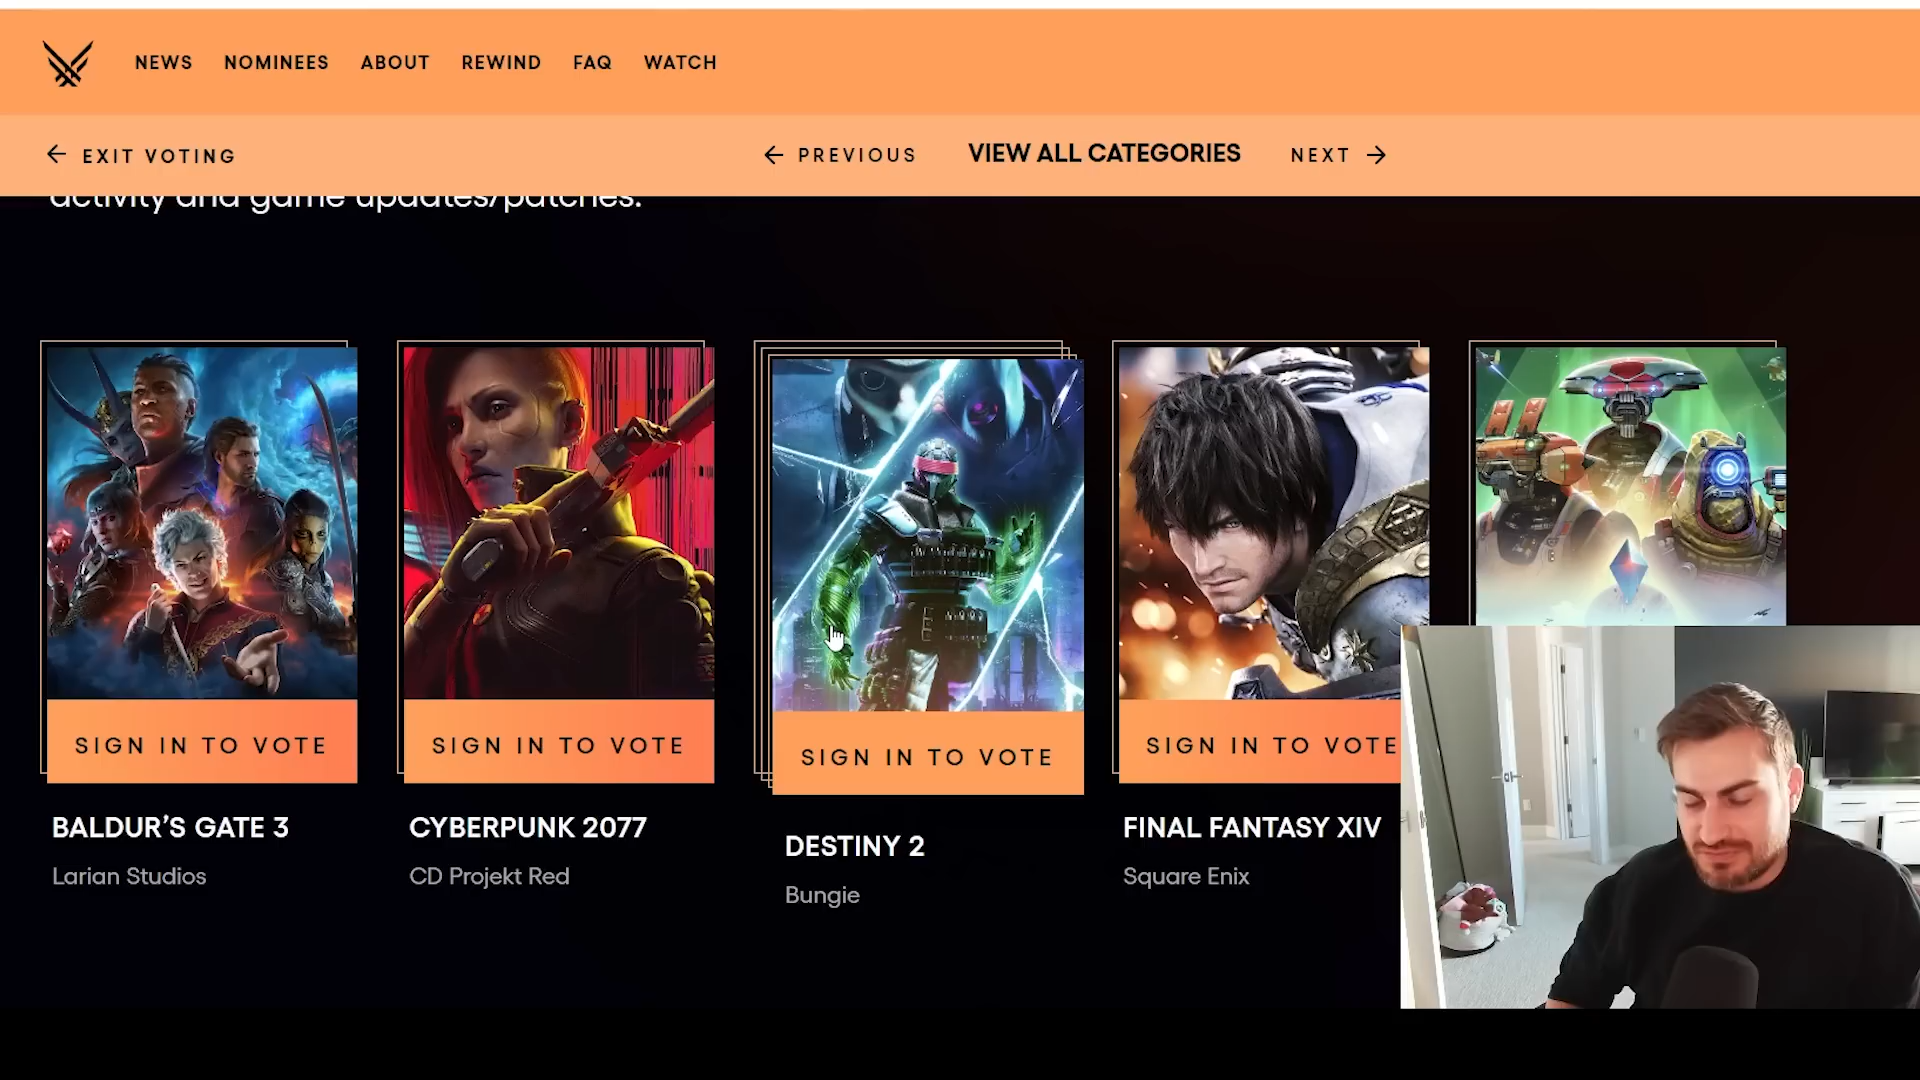 NEWS NOMINEES ABOUT REWIND FAQ WATCH
EXIT VOTING
PREVIOUS VIEW ALL CATEGORIES NEXT
activity and game updates/patches.
SIGN IN TO VOTE
SIGN IN TO VOTE
SIGN IN TO VOTE
SIGN IN TO VOTE
BALDUR'S GATE 3
Larian Studios
CYBERPUNK 2077
CD Projekt Red
DESTINY 2
Bungie
FINAL FANTASY XIV
Square Enix